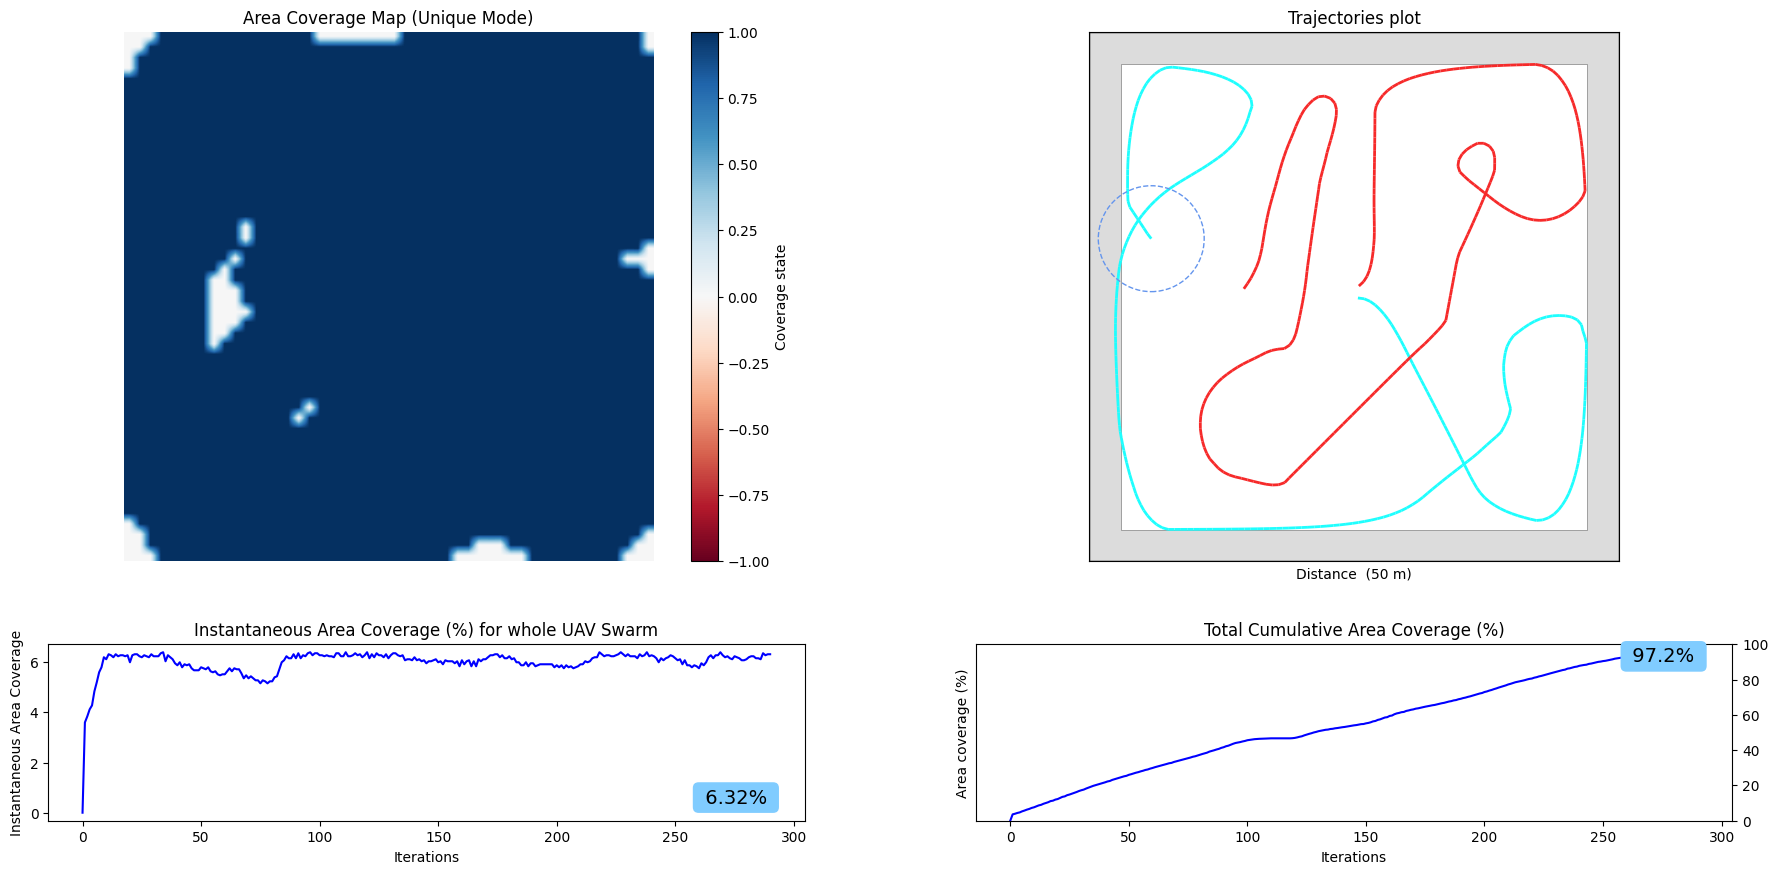 Area Coverage Map (Unique Mode)
1.00
0.75
0.50
0.25
0.00
−0.25
−0.50
−0.75
−1.00
Coverage state
Trajectories plot
Distance  (50 m)
Instantaneous Area Coverage (%) for whole UAV Swarm
Instantaneous Area Coverage
6
4
2
0
6.32%
0 50 100 150 200 250 300
Iterations
Total Cumulative Area Coverage (%)
Area coverage (%)
97.2%
100
80
60
40
20
0
0 50 100 150 200 250 300
Iterations